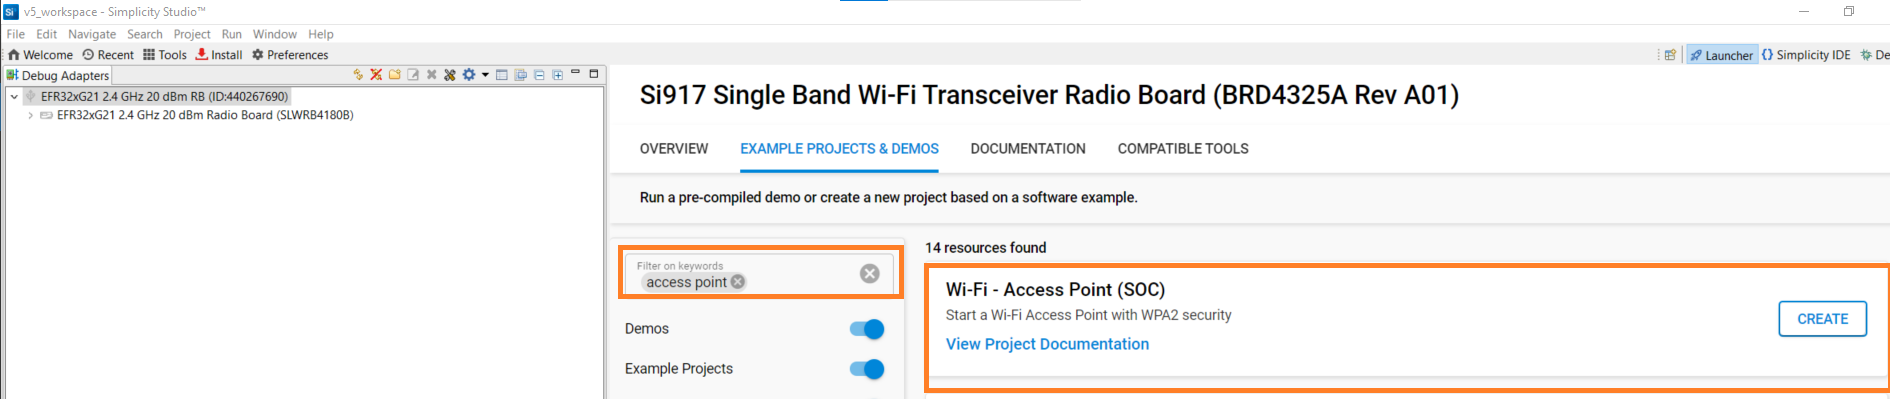 Si v5_workspace - Simplicity Studio™
File Edit Navigate Search Project Run Window Help
Welcome Recent Tools Install Preferences
Launcher {} Simplicity IDE De
Debug Adapters
EFR32xG21 2.4 GHz 20 dBm RB (ID:440267690)
EFR32xG21 2.4 GHz 20 dBm Radio Board (SLWRB4180B)
Si917 Single Band Wi-Fi Transceiver Radio Board (BRD4325A Rev A01)
OVERVIEW EXAMPLE PROJECTS & DEMOS DOCUMENTATION COMPATIBLE TOOLS
Run a pre-compiled demo or create a new project based on a software example.
Filter on keywords
access point
Demos
Example Projects
14 resources found
Wi-Fi - Access Point (SOC)
Start a Wi-Fi Access Point with WPA2 security
View Project Documentation
CREATE